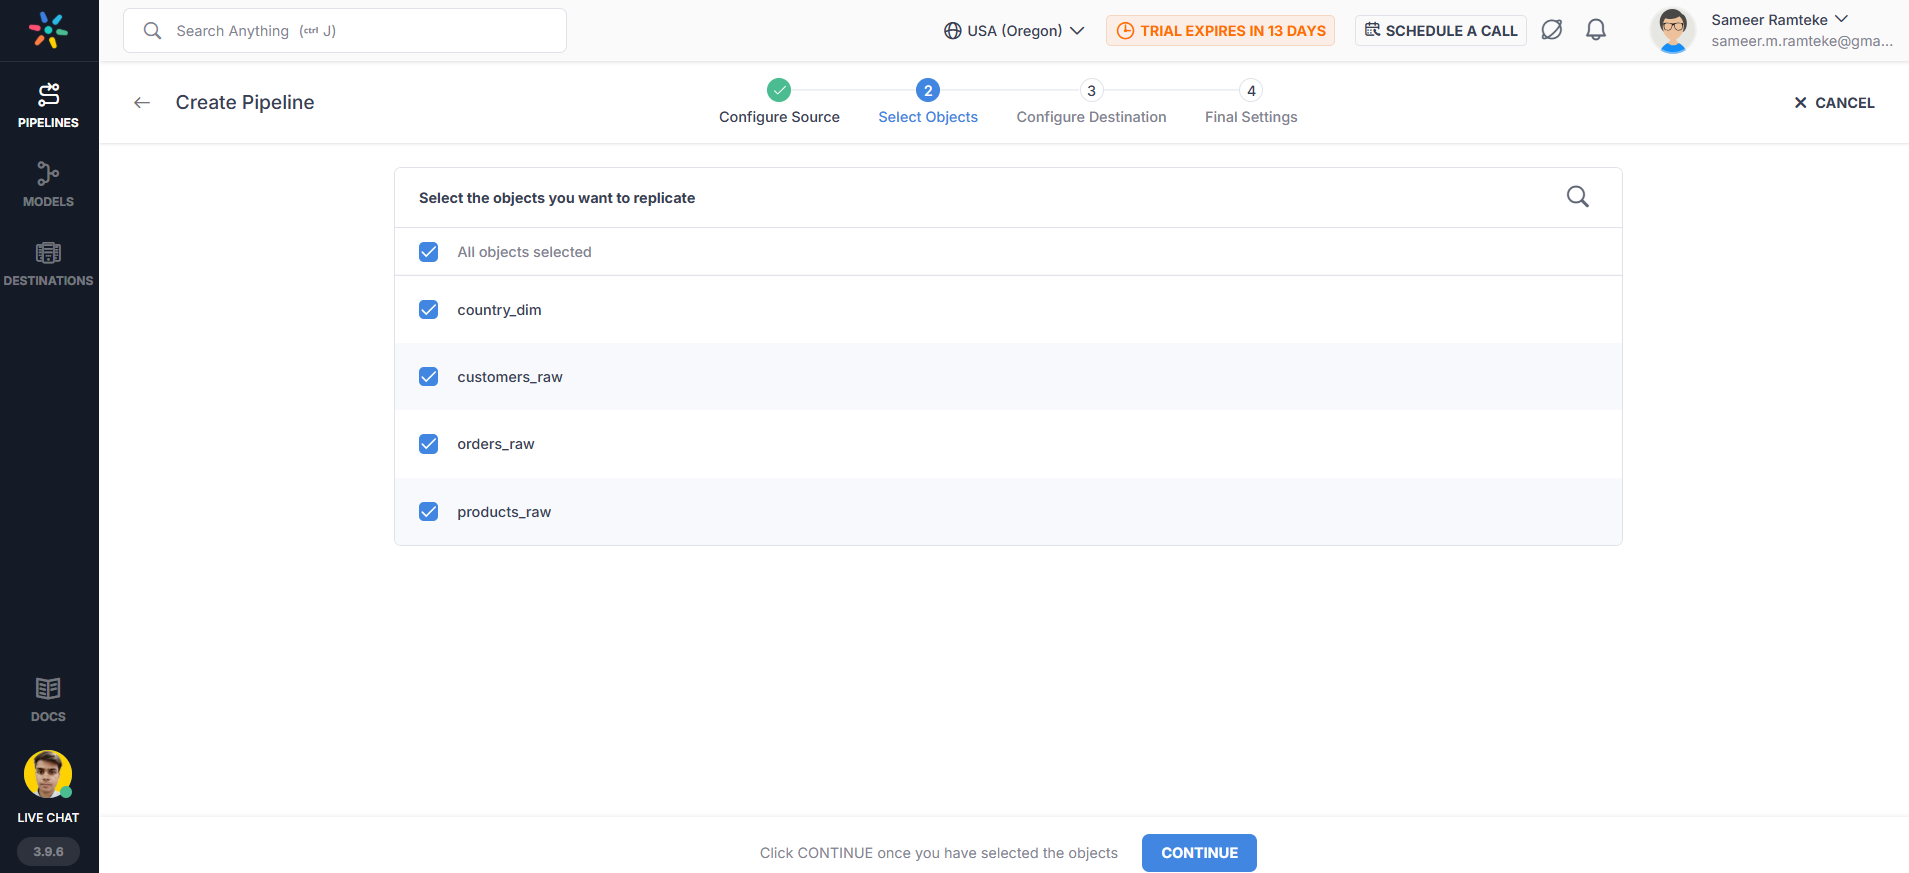 Search Anything (ctrl J)
USA (Oregon)
TRIAL EXPIRES IN 13 DAYS
SCHEDULE A CALL
Sameer Ramteke
sameer.m.ramteke@gma...
PIPELINES
MODELS
DESTINATIONS
DOCS
LIVE CHAT
3.9.6
Create Pipeline
2
3
4
Configure Source
Select Objects
Configure Destination
Final Settings
CANCEL
Select the objects you want to replicate
All objects selected
country_dim
customers_raw
orders_raw
products_raw
Click CONTINUE once you have selected the objects
CONTINUE